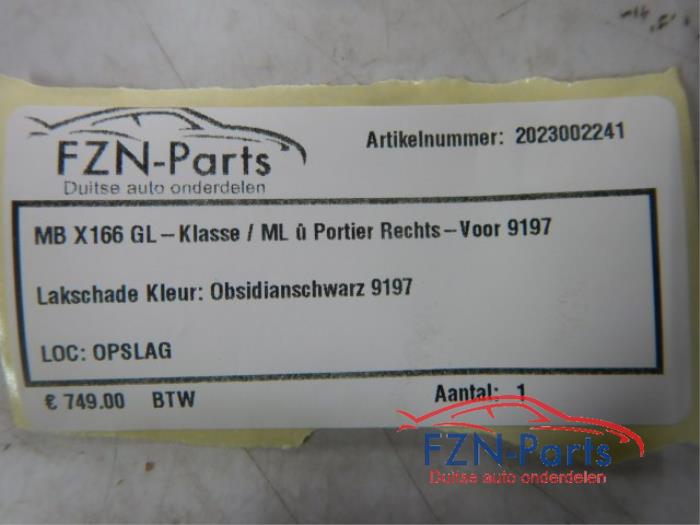 FZN-Parts
Duitse auto onderdelen
Artikelnummer: 2023002241
MB X166 GL-Klasse / ML û Portier Rechts-Voor 9197
Lakschade Kleur: Obsidianschwarz 9197
LOC: OPSLAG
€ 749.00 BTW
Aantal: 1
FZN-Parts
Duitse auto onderdelen